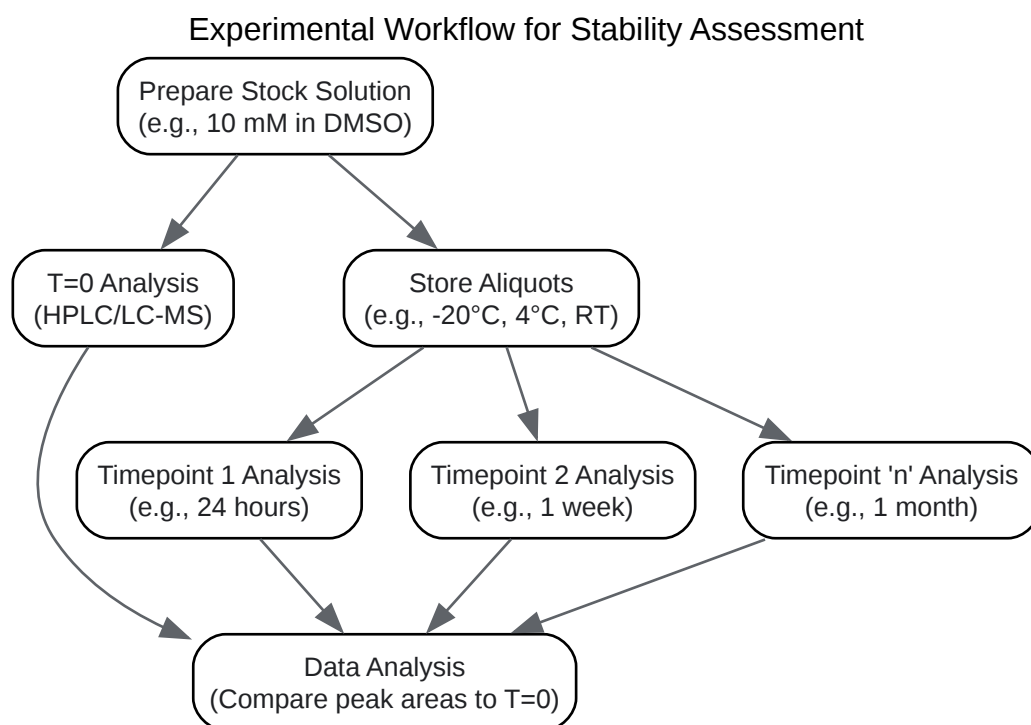 Experimental Workflow for Stability Assessment
Prepare Stock Solution
(e.g., 10 mM in DMSO)
T=0 Analysis
(HPLC/LC-MS)
Store Aliquots
(e.g., -20°C, 4°C, RT)
Timepoint 1 Analysis
(e.g., 24 hours)
Timepoint 2 Analysis
(e.g., 1 week)
Timepoint 'n' Analysis
(e.g., 1 month)
Data Analysis
(Compare peak areas to T=0)